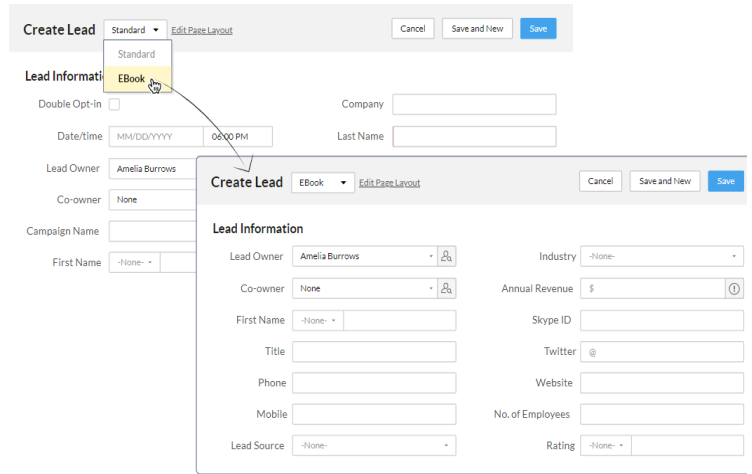 Create Lead Standard Edit Page Layout Cancel Save and New Save
Standard
EBook
Lead Informati
Double Opt-in Company
Date/time MM/DD/YYYY 06:00 PM Last Name
Lead Owner Amelia Burrows
Co-owner None
Campaign Name
First Name -None-
Create Lead EBook Edit Page Layout Cancel Save and New Save
Lead Information
Lead Owner Amelia Burrows Industry -None-
Co-owner None Annual Revenue $
First Name -None- Skype ID
Title Twitter @
Phone Website
Mobile No. of Employees
Lead Source -None- Rating -None-